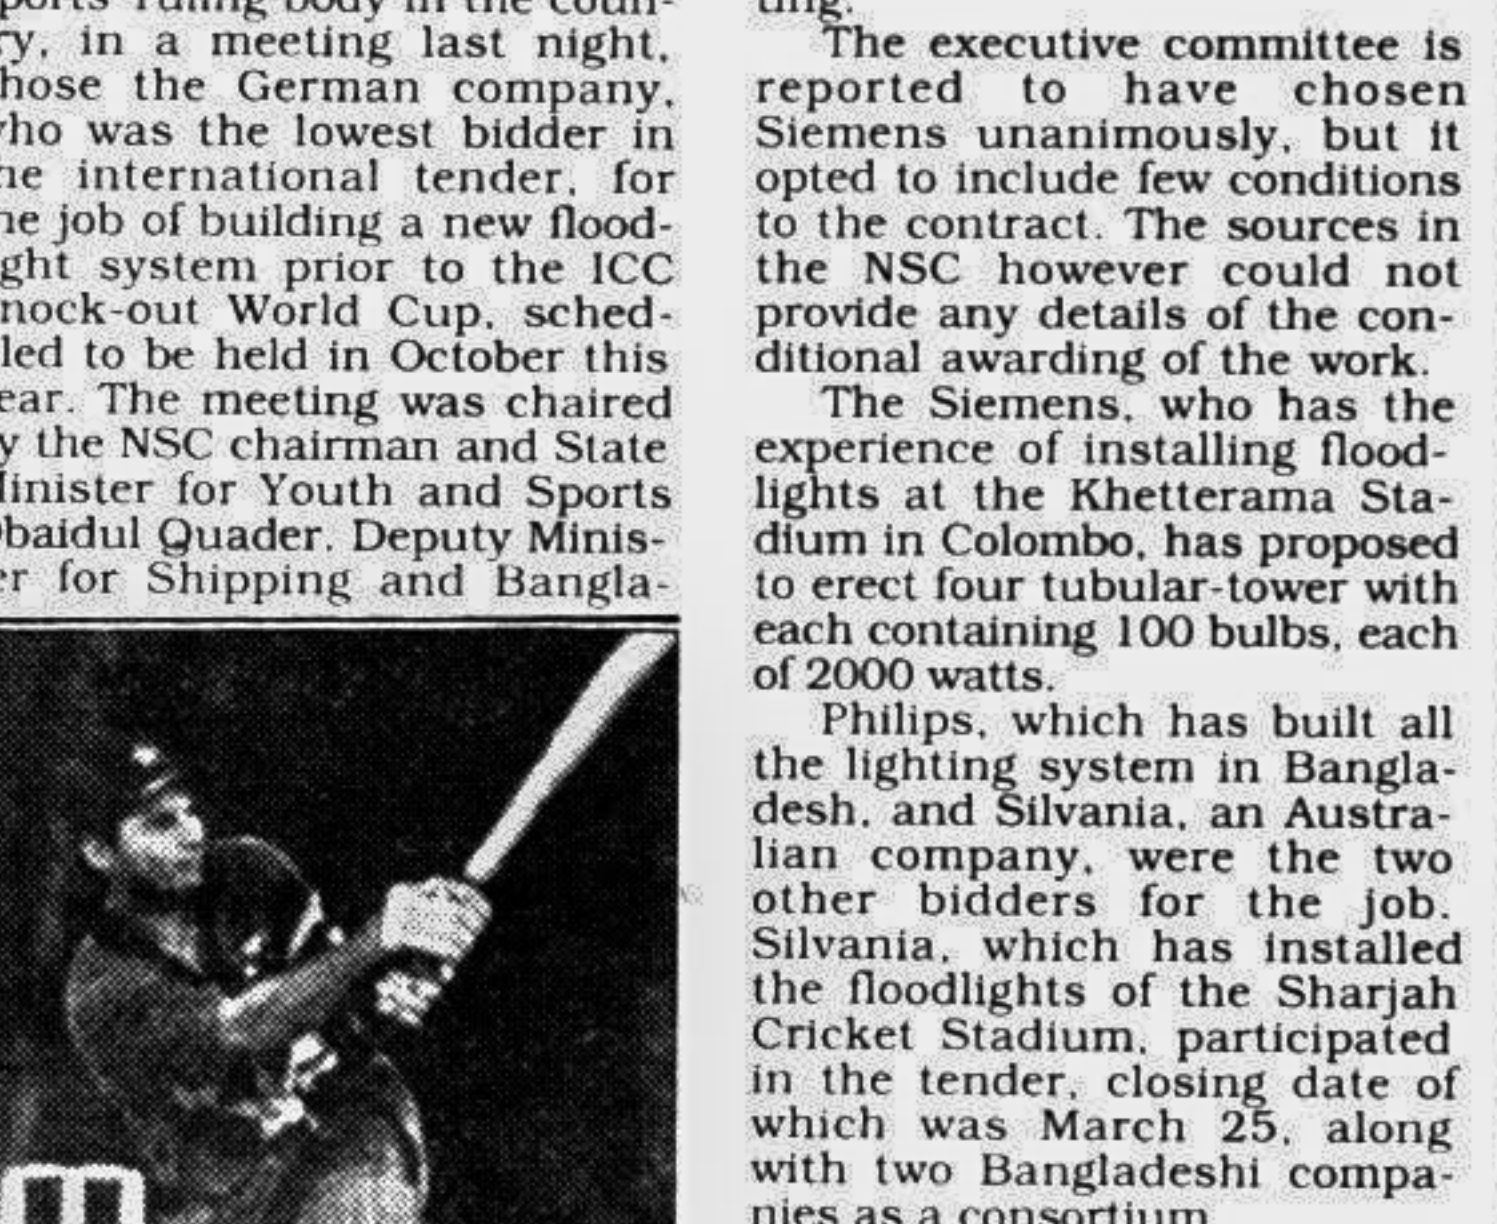 ports ruling body in the coun-
ry, in a meeting last night,
hose the German company,
who was the lowest bidder in
he international tender, for
he job of building a new flood-
ght system prior to the ICC
nock-out World Cup, sched-
led to be held in October this
ear. The meeting was chaired
y the NSC chairman and State
inister for Youth and Sports
Obaidul Quader. Deputy Minis-
er for Shipping and Bangla-
ting.
The executive committee is
reported to have chosen
Siemens unanimously, but it
opted to include few conditions
to the contract. The sources in
the NSC however could not
provide any details of the con-
ditional awarding of the work.
The Siemens, who has the
experience of installing flood-
lights at the Khetterama Sta-
dium in Colombo, has proposed
to erect four tubular-tower with
each containing 100 bulbs, each
of 2000 watts.
Philips, which has built all
the lighting system in Bangla-
desh, and Silvania, an Austra-
lian company, were the two
other bidders for the job.
Silvania, which has installed
the floodlights of the Sharjah
Cricket Stadium, participated
in the tender, closing date of
which was March 25, along
with two Bangladeshi compa-
nies as a consortium